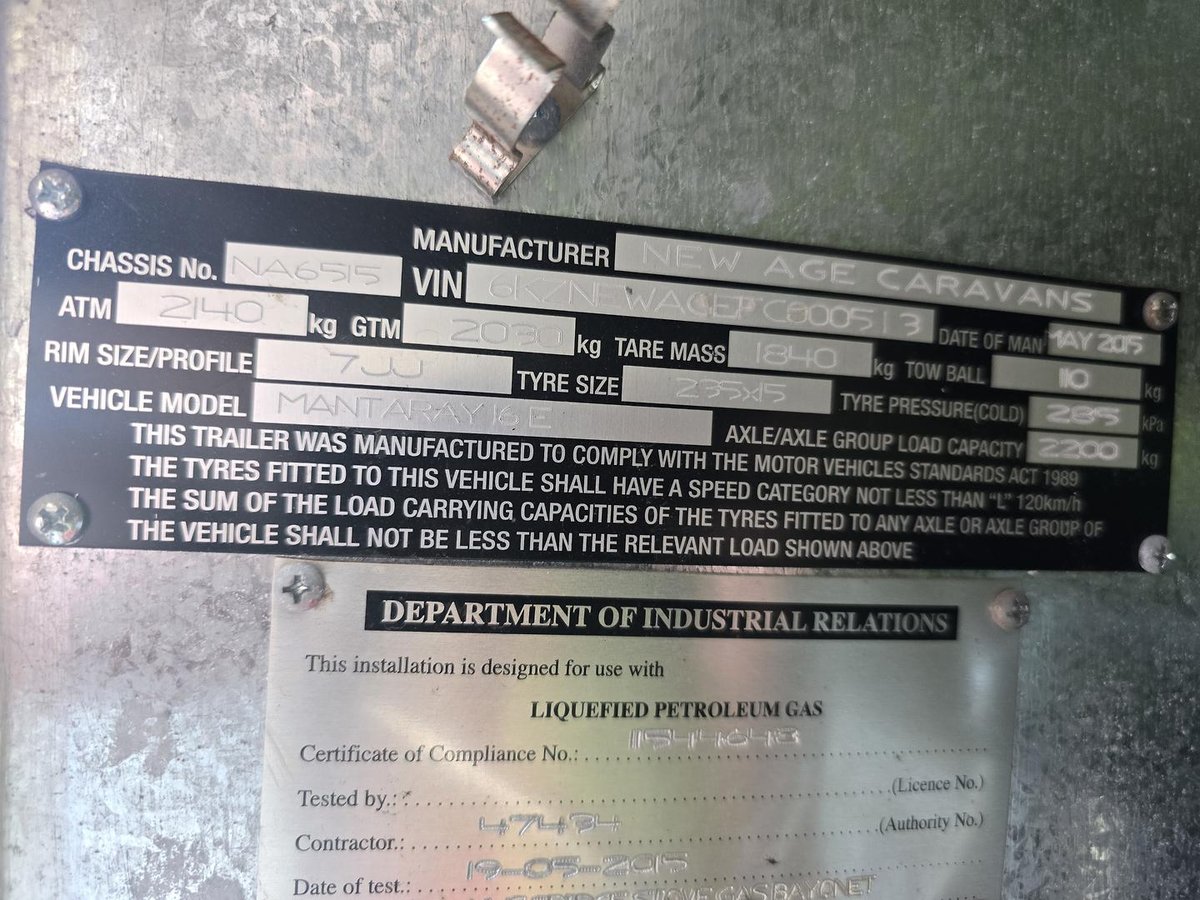 MANUFACTURER NEW AGE CARAVANS
CHASSIS No. NA6515 VIN
DATE OF MAN MAY 2015
ATM 2140 kg GTM 2030 kg TARE MASS 1840 kg TOW BALL 110 kg
RIM SIZE/PROFILE 7JJ TYRE SIZE 235x15 TYRE PRESSURE(COLD) 285 kPa
VEHICLE MODEL MANTARAY 16 E AXLE/AXLE GROUP LOAD CAPACITY 2200 kg
THIS TRAILER WAS MANUFACTURED TO COMPLY WITH THE MOTOR VEHICLES STANDARDS ACT 1989
THE TYRES FITTED TO THIS VEHICLE SHALL HAVE A SPEED CATEGORY NOT LESS THAN “L” 120km/h
THE SUM OF THE LOAD CARRYING CAPACITIES OF THE TYRES FITTED TO ANY AXLE OR AXLE GROUP OF
THE VEHICLE SHALL NOT BE LESS THAN THE RELEVANT LOAD SHOWN ABOVE
DEPARTMENT OF INDUSTRIAL RELATIONS
This installation is designed for use with
LIQUEFIED PETROLEUM GAS
Certificate of Compliance No.: 11544648
Tested by.: (Licence No.)
47434
Contractor.: (Authority No.)
19-05-2015
Date of test.: STOVE GAS BAYONET